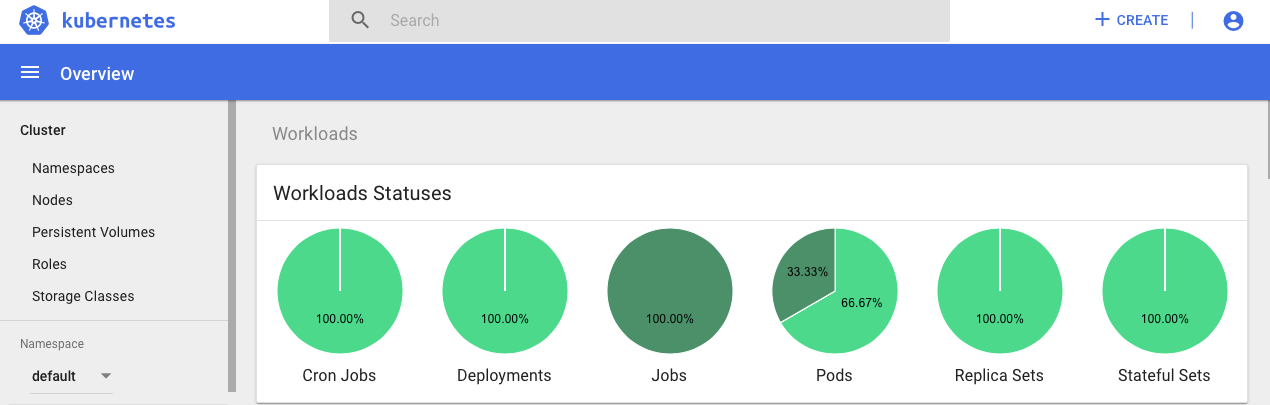 kubernetes
Search
CREATE
Overview
Cluster
Namespaces
Nodes
Persistent Volumes
Roles
Storage Classes
Namespace
default
Workloads
Workloads Statuses
100.00%
100.00%
100.00%
33.33%
66.67%
100.00%
100.00%
Cron Jobs
Deployments
Jobs
Pods
Replica Sets
Stateful Sets